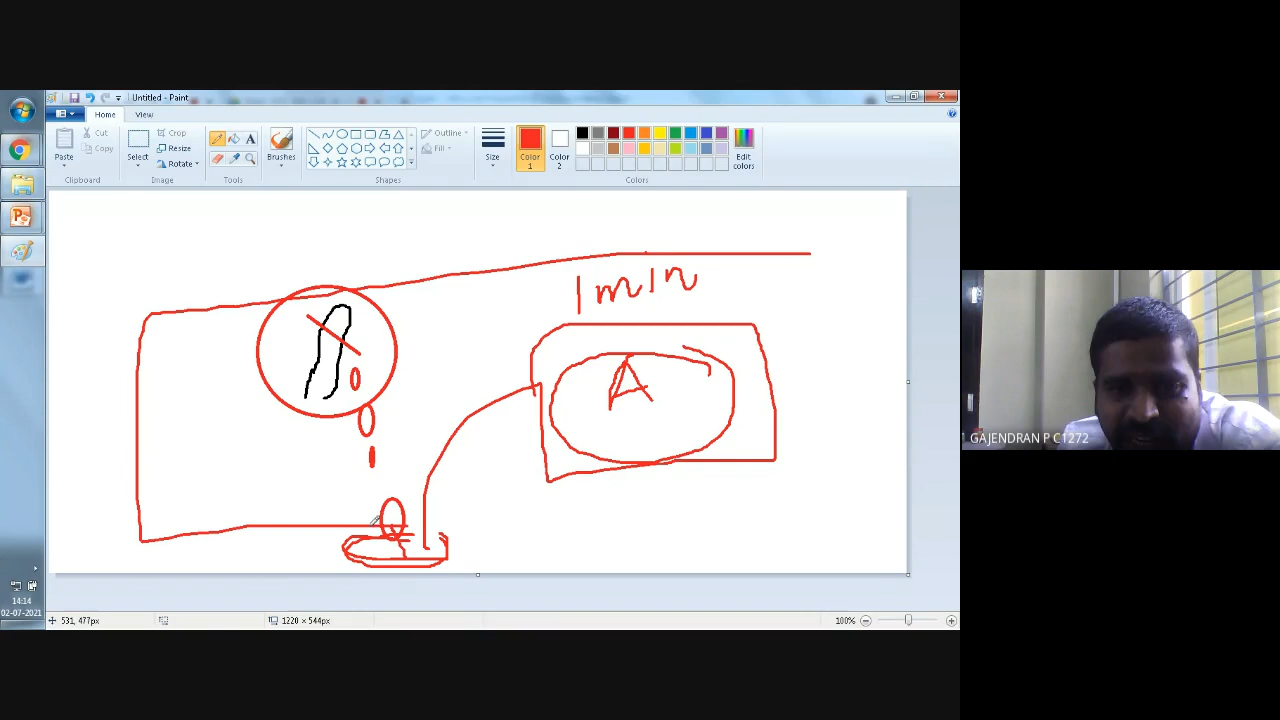 Untitled - Paint
Home View
Cut
Copy
Paste
Clipboard
Select
Crop
Resize
Rotate
Image
A
Tools
Brushes
Outline
Fill
Shapes
Size
Color 1
Color 2
Edit colors
Colors
1 min
A
GAJENDRAN P C1272
14:14
02-07-2021
531, 477px
1220 × 544px
100%